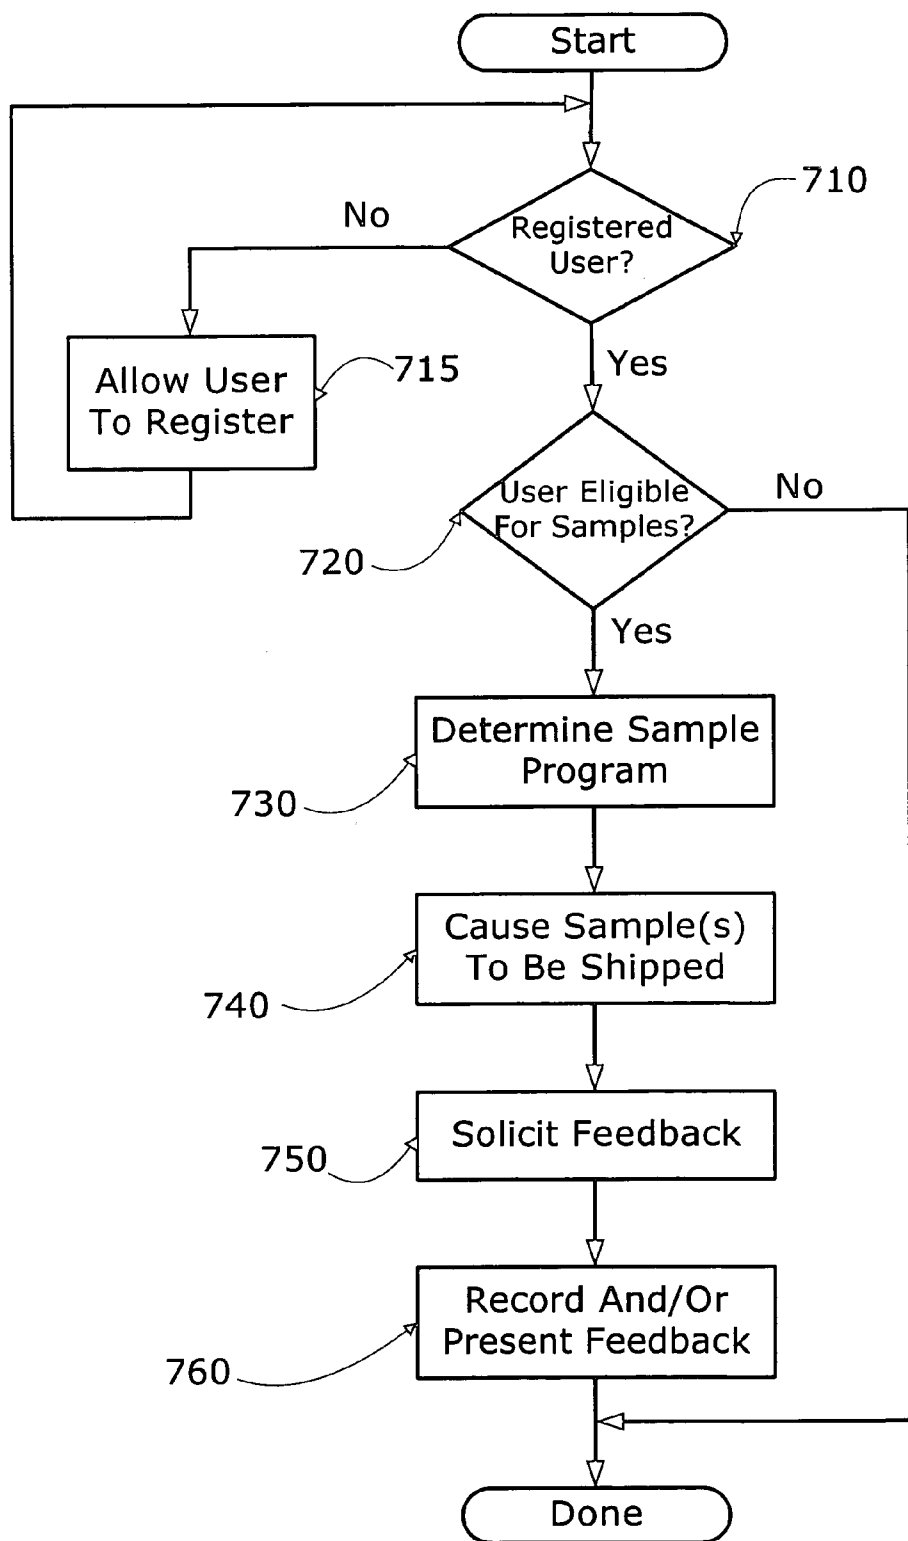 Start
710
No
Registered
User?
Yes
715
Allow User
To Register
User Eligible
For Samples?
No
720
Yes
Determine Sample
Program
730
Cause Sample(s)
To Be Shipped
740
Solicit Feedback
750
Record And/Or
Present Feedback
760
Done